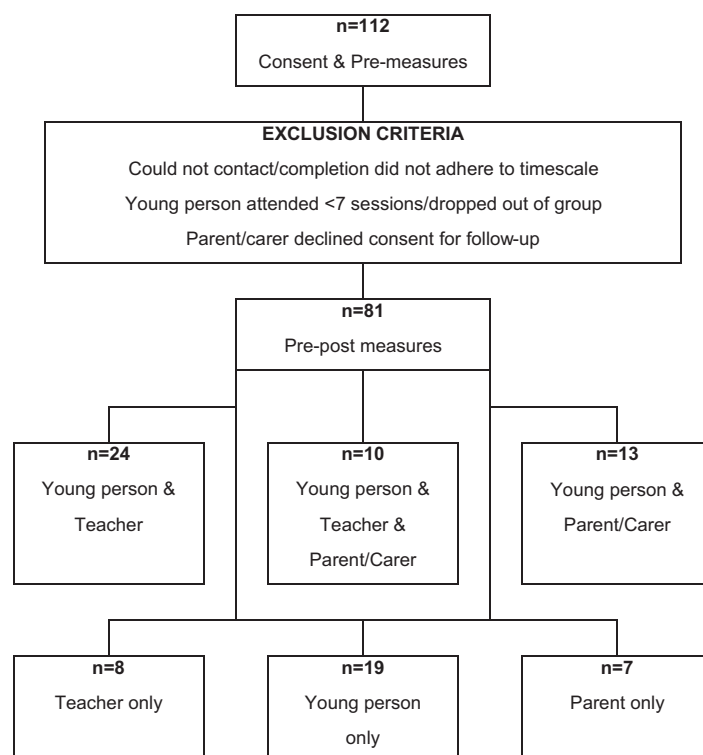 n=112
Consent & Pre-measures
EXCLUSION CRITERIA
Could not contact/completion did not adhere to timescale
Young person attended <7 sessions/dropped out of group
Parent/carer declined consent for follow-up
n=81
Pre-post measures
n=24
Young person &
Teacher
n=10
Young person &
Teacher &
Parent/Carer
n=13
Young person &
Parent/Carer
n=8
Teacher only
n=19
Young person
only
n=7
Parent only